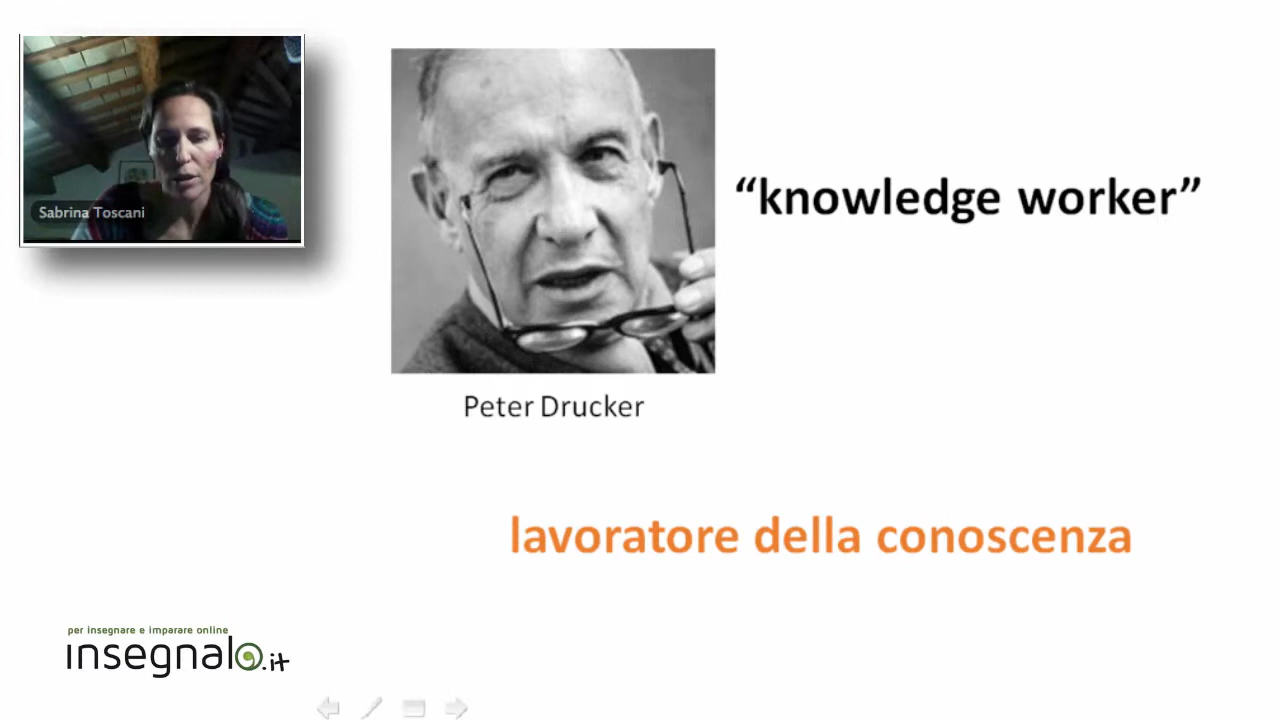 Sabrina Toscani
“knowledge worker”
Peter Drucker
lavoratore della conoscenza
per insegnare e imparare online
insegnalo.it